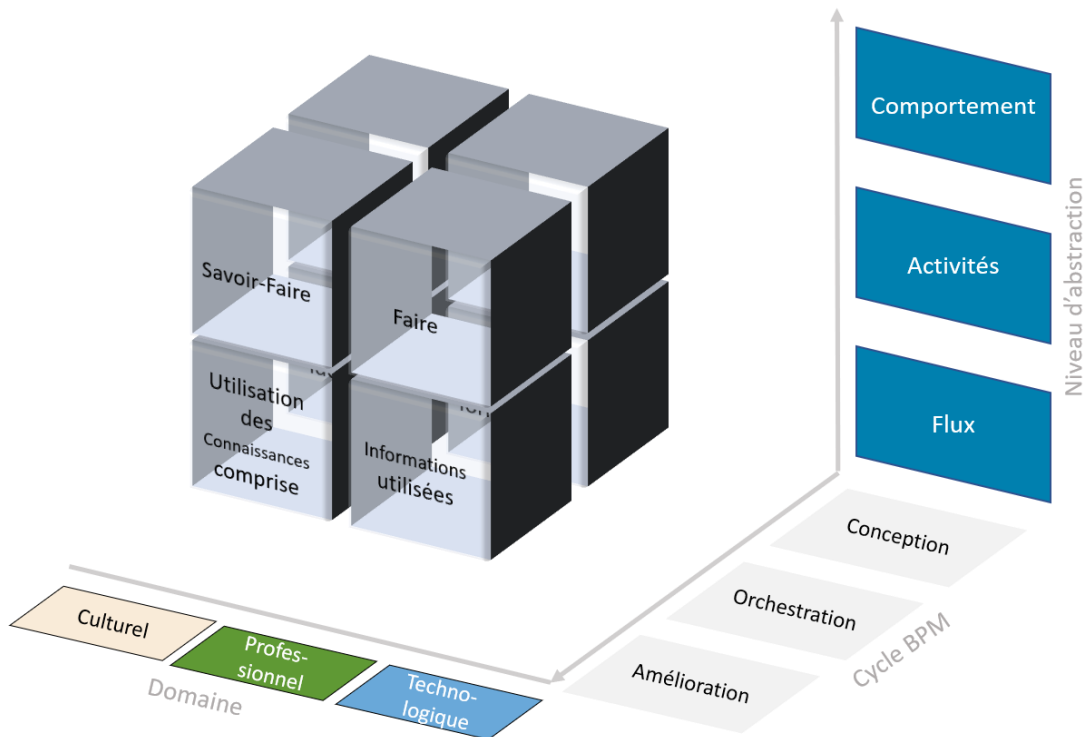 Comportement
Activités
Flux
Niveau d'abstraction
Savoir-Faire
Faire
Utilisation
des
Connaissances
comprise
Informations
utilisées
Conception
Orchestration
Amélioration
Cycle BPM
Culturel
Profes-
sionnel
Techno-
logique
Domaine